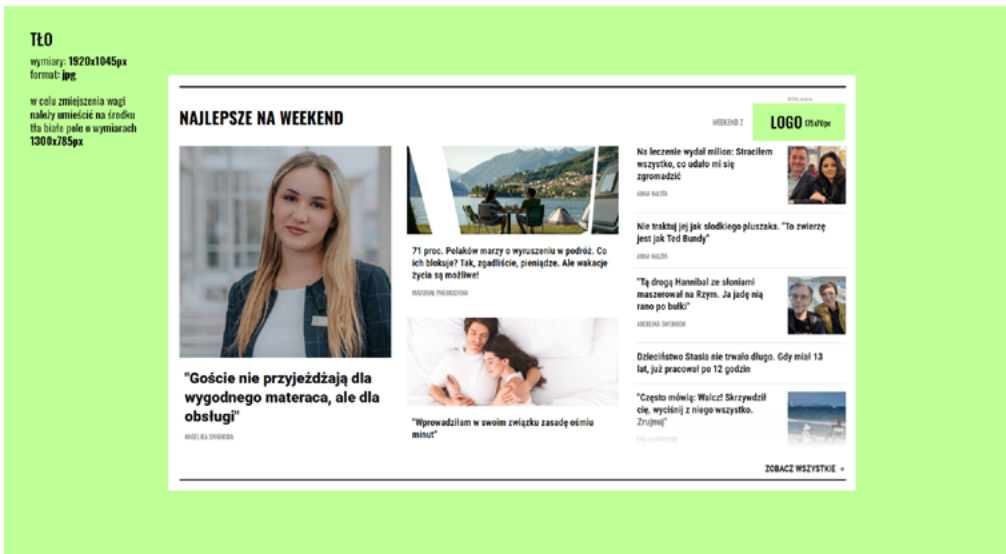 TŁO
wymiary: 1920x1045px
format: jpg
w celu zmiejszenia wagi
należy umieścić na środku
tła białe pole o wymiarach
1300x785px
REKLAMA
NAJLEPSZE NA WEEKEND
WEEKEND Z
LOGO 175x70px
"Goście nie przyjeżdżają dla
wygodnego materaca, ale dla
obsługi"
ANGELIKA SWOBODA
71 proc. Polaków marzy o wyruszeniu w podróż. Co
ich blokuje? Tak, zgadliście, pieniądze. Ale wakacje
życia są możliwe!
MATERIAŁ PROMOCYJNY
"Wprowadziłam w swoim związku zasadę ośmiu
minut"
Na leczenie wydał milion: Straciłem
wszystko, co udało mi się
zgromadzić
ANNA KALITA
Nie traktuj jej jak słodkiego pluszaka. "To zwierzę
jest jak Ted Bundy"
ANNA KALITA
"Tą drogą Hannibal ze słoniami
maszerował na Rzym. Ja jadę nią
rano po bułki"
ANGELIKA SWOBODA
Dzieciństwo Stasia nie trwało długo. Gdy miał 13
lat, już pracował po 12 godzin
"Często mówię: Walcz! Skrzywdził
cię, wyciśnij z niego wszystko.
Zrujnuj"
ZOBACZ WSZYSTKIE →